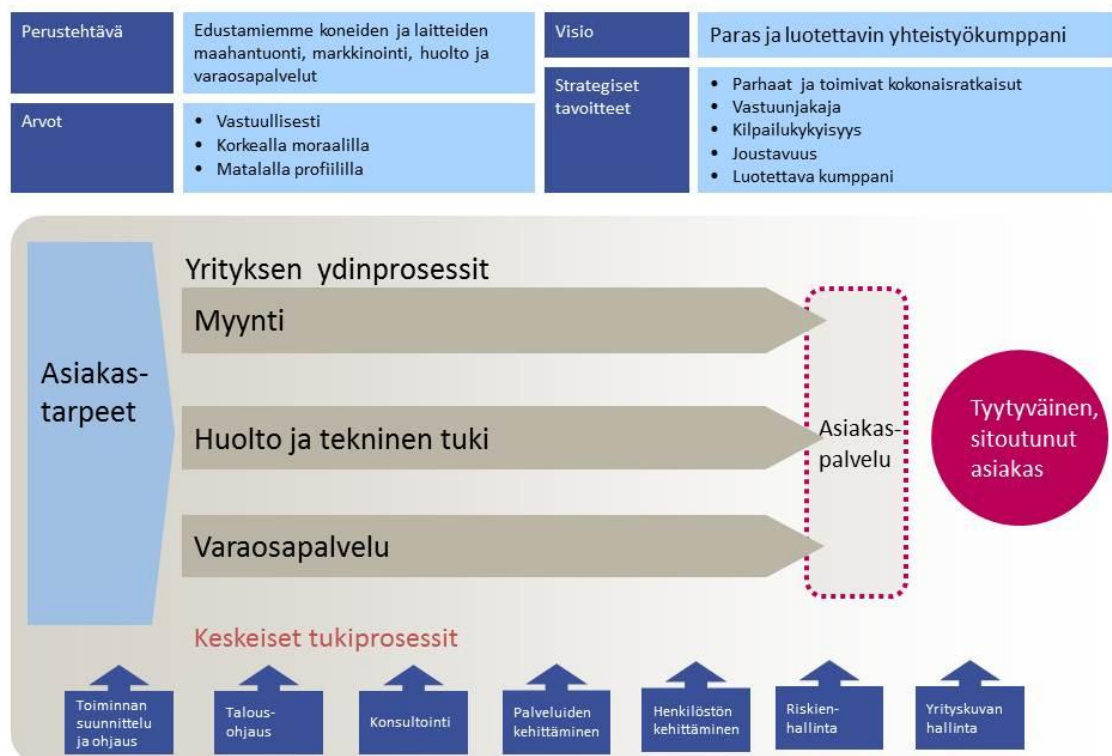 Perustehtävä
Edustamiemme koneiden ja laitteiden
maahantuonti, markkinointi, huolto ja
varaosapalvelut
Arvot
• Vastuullisesti
• Korkealla moraalilla
• Matalalla profiililla
Visio
Paras ja luotettavin yhteistyökumppani
Strategiset
tavoitteet
• Parhaat ja toimivat kokonaisratkaisut
• Vastuunjakaja
• Kilpailukykyisyys
• Joustavuus
• Luotettava kumppani
Asiakas-
tarpeet
Yrityksen ydinprosessit
Myynti
Huolto ja tekninen tuki
Varaosapalvelu
Asiakas-
palvelu
Tyytyväinen,
sitoutunut
asiakas
Keskeiset tukiprosessit
Toiminnan
suunnittelu
ja ohjaus
Talous-
ohjaus
Konsultointi
Palveluiden
kehittäminen
Henkilöstön
kehittäminen
Riskien-
hallinta
Yrityskuvan
hallinta